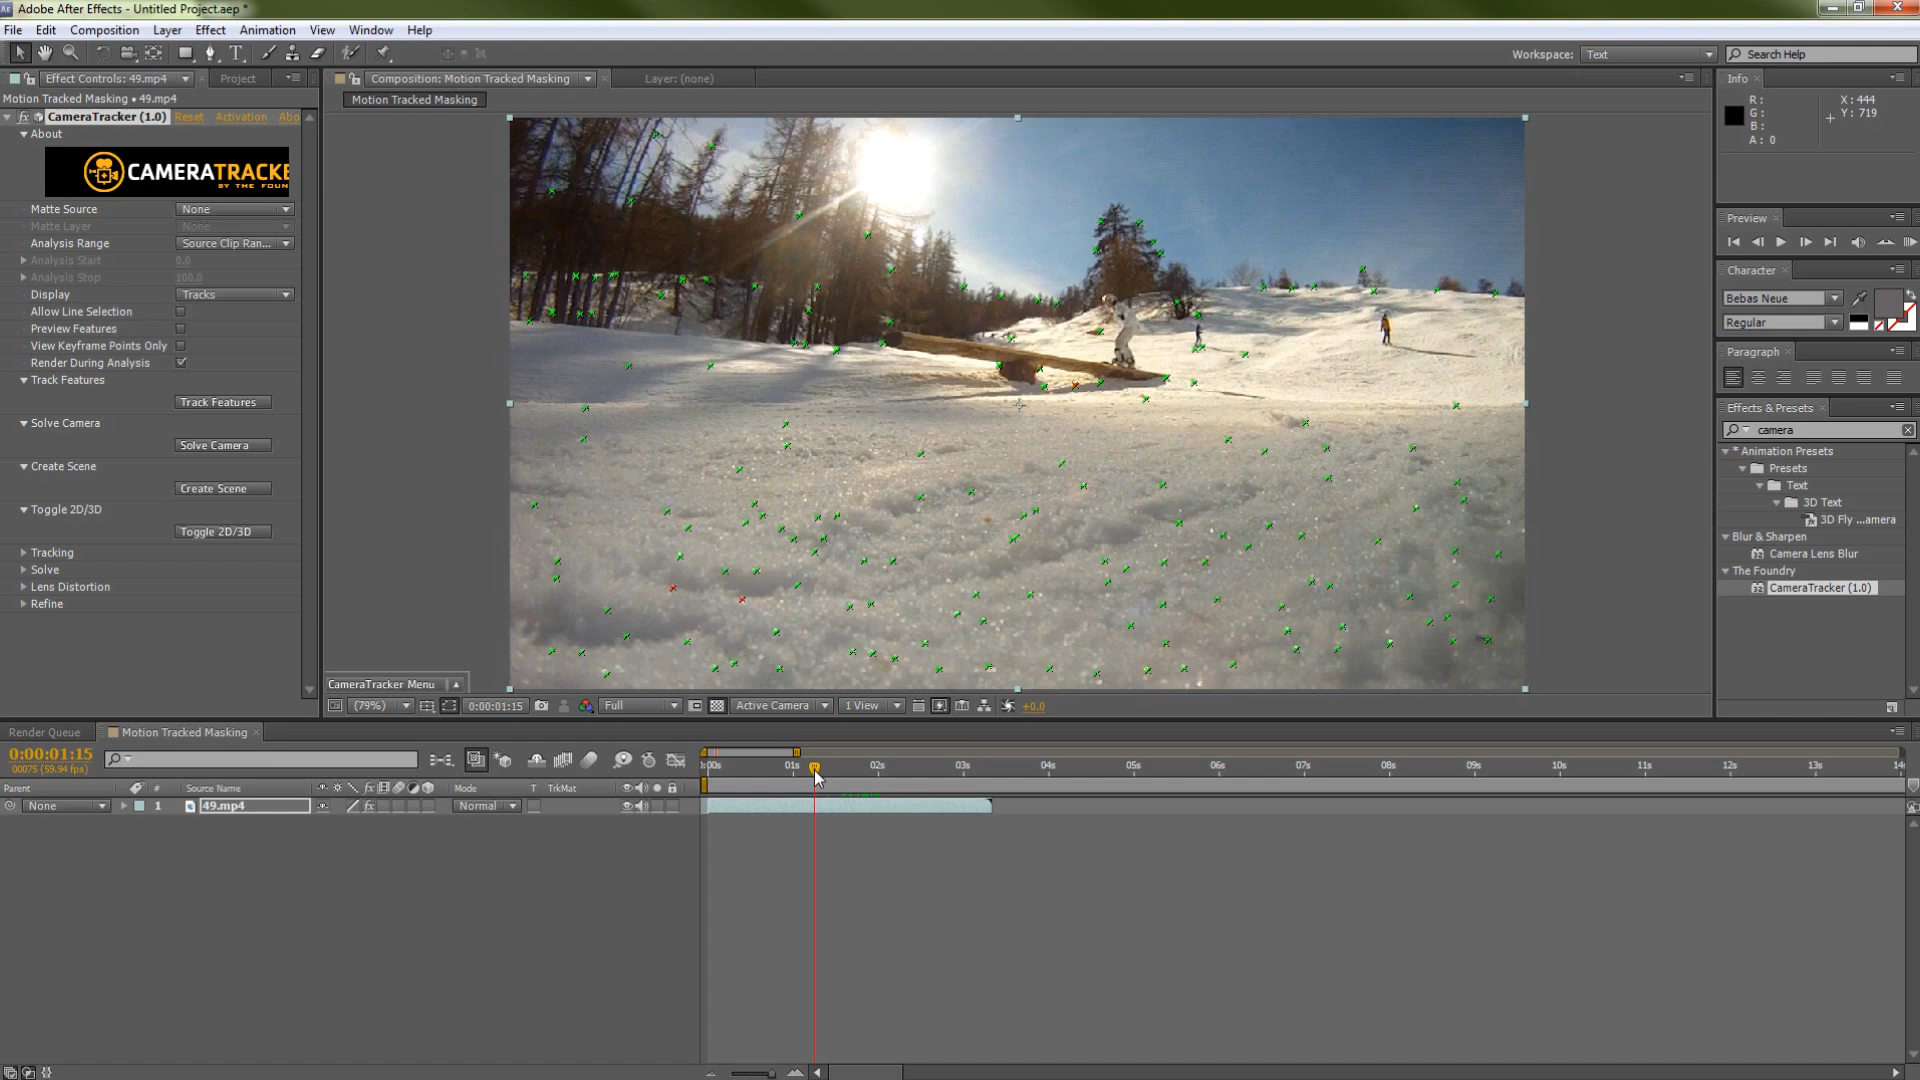 Adobe After Effects - Untitled Project.aep *
File Edit Composition Layer Effect Animation View Window Help
Workspace: Text Search Help
Effect Controls: 49.mp4 Project
Composition: Motion Tracked Masking Layer: (none)
Motion Tracked Masking • 49.mp4
Motion Tracked Masking
CameraTracker (1.0) Reset Activation Abo
About
CAMERATRACKE
BY THE FOUN
Matte Source None
Matte Layer None
Analysis Range Source Clip Ran...
Analysis Start 0.0
Analysis Stop 100.0
Display Tracks
Allow Line Selection
Preview Features
View Keyframe Points Only
Render During Analysis
Track Features
Track Features
Solve Camera
Solve Camera
Create Scene
Create Scene
Toggle 2D/3D
Toggle 2D/3D
Tracking
Solve
Lens Distortion
Refine
CameraTracker Menu
(79%) 0:00:01:15 Full Active Camera 1 View +0.0
Info
R: X: 444
G: Y: 719
B:
A: 0
Preview
Character
Bebas Neue
Regular
Paragraph
Effects & Presets
camera
* Animation Presets
Presets
Text
3D Text
3D Fly ...amera
Blur & Sharpen
32 Camera Lens Blur
The Foundry
32 CameraTracker (1.0)
Render Queue Motion Tracked Masking
0:00:01:15
00075 (59.94 fps)
:00s 01s 02s 03s 04s 05s 06s 07s 08s 09s 10s 11s 12s 13s 14
Parent # Source Name Mode T TrkMat
None 1 49.mp4 Normal